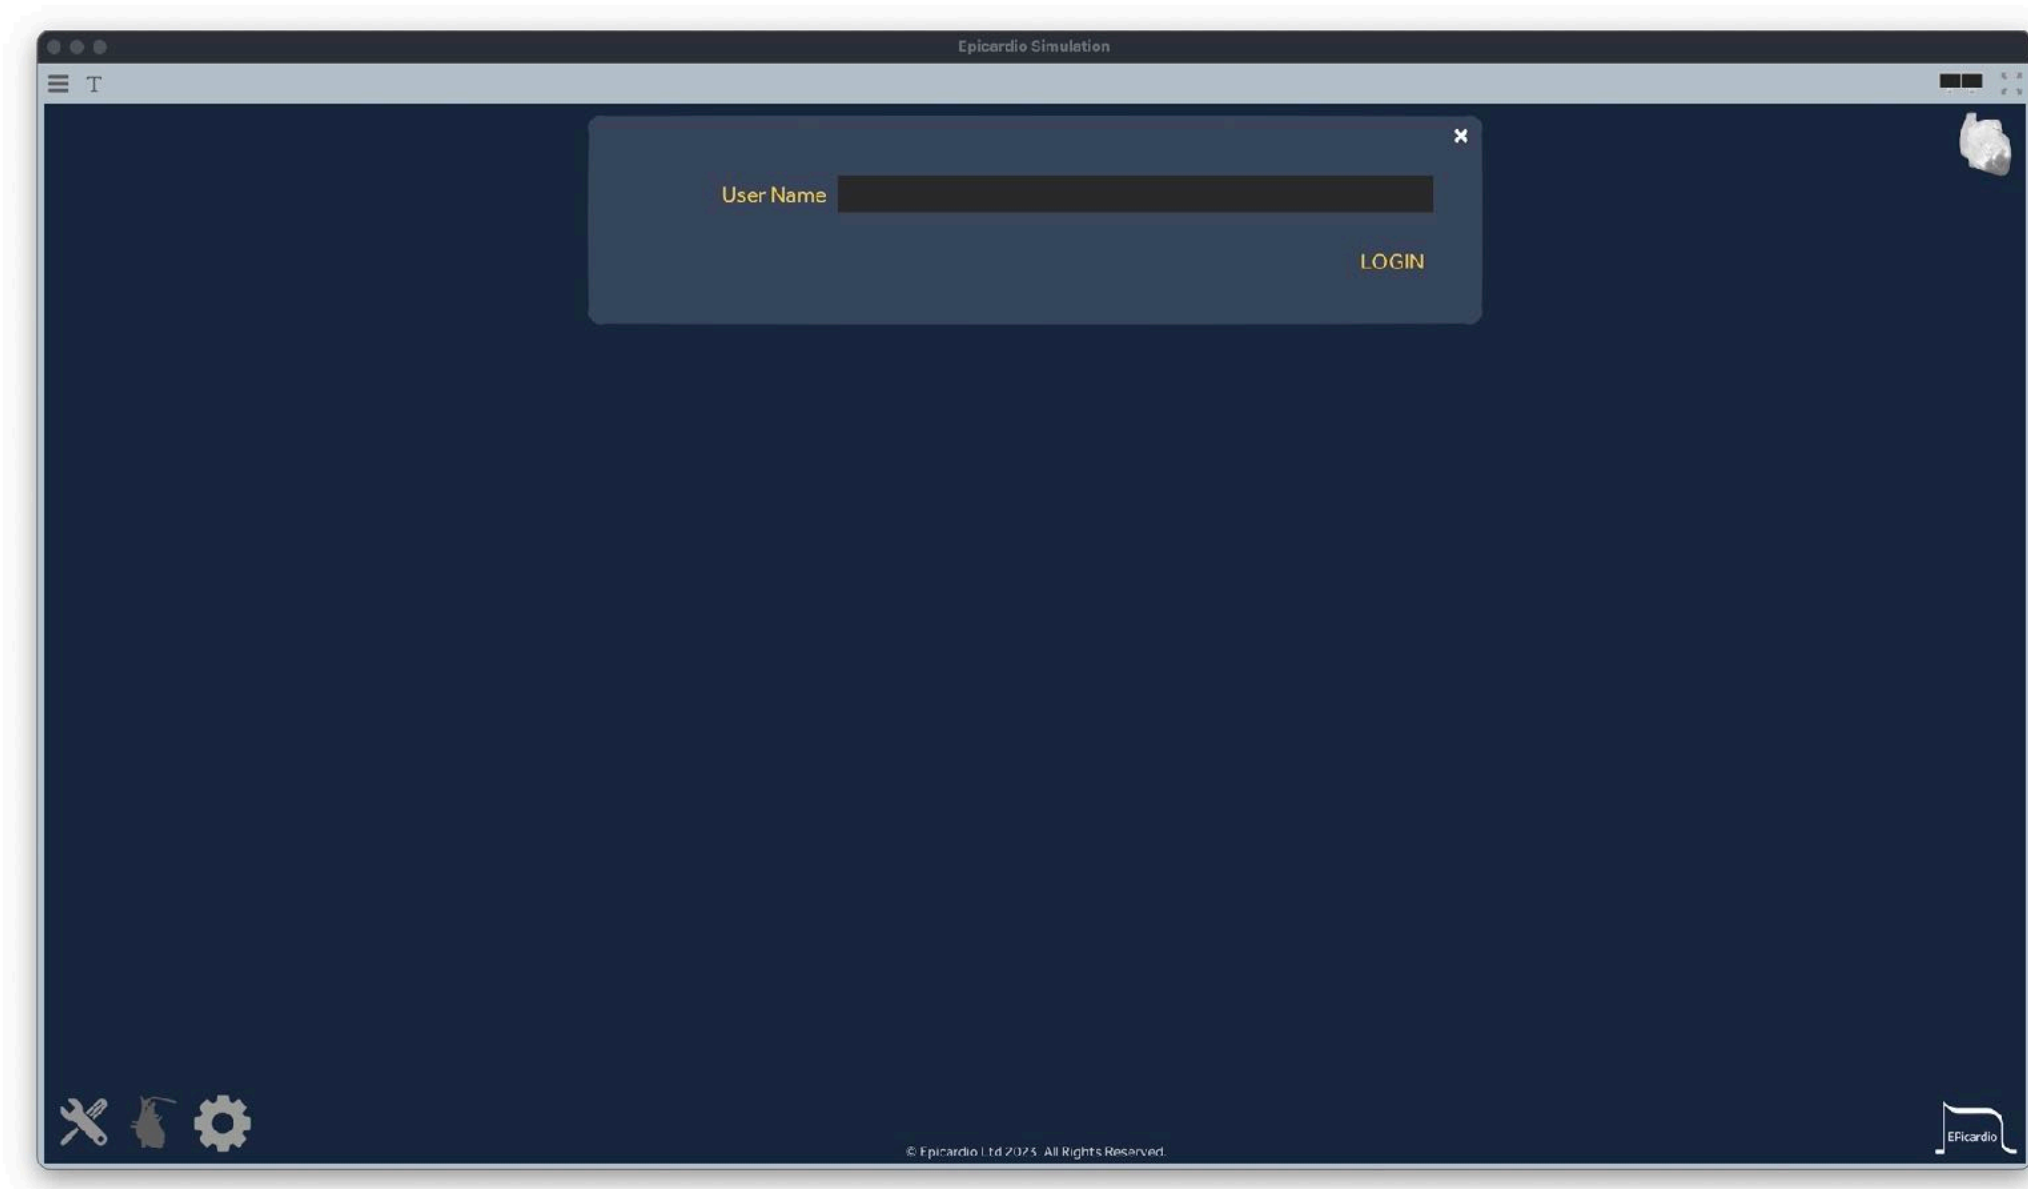 Epicardio Simulation
T
User Name
LOGIN
© Epicardio Ltd 2023. All Rights Reserved.
EPicardio